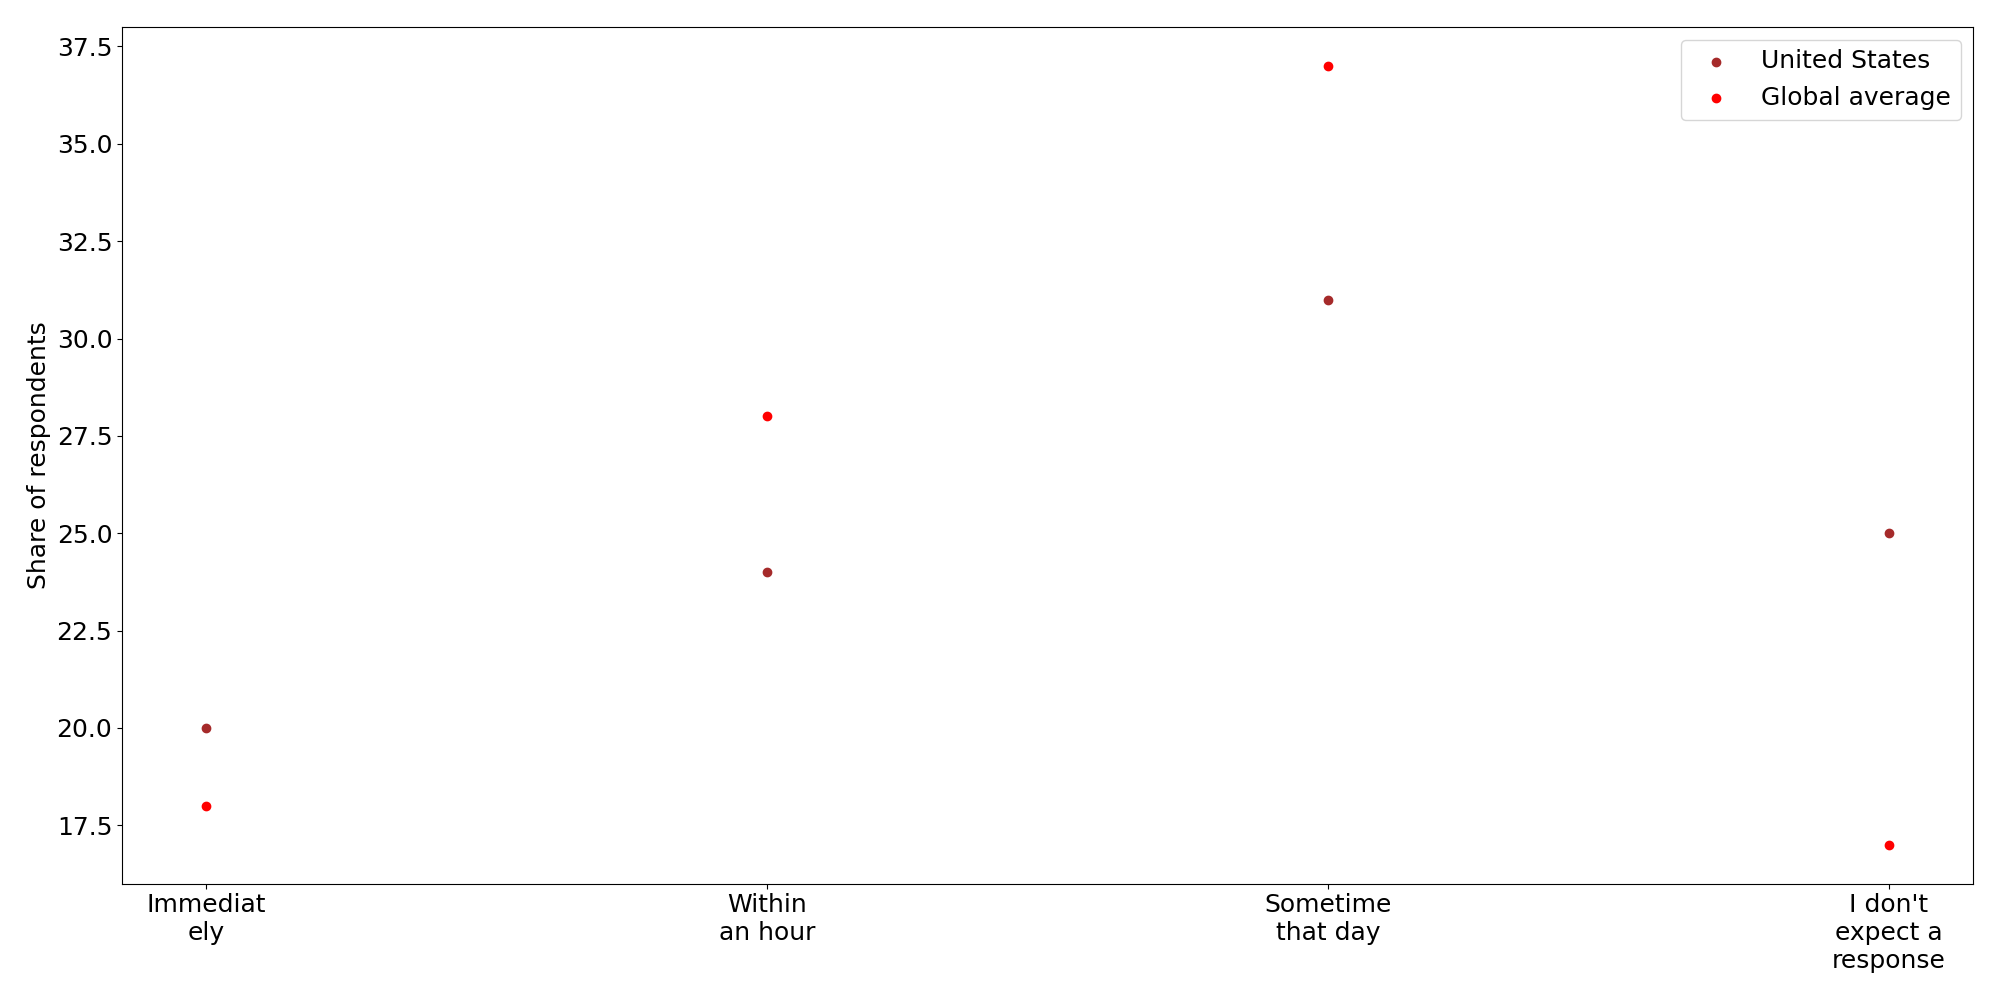 37.5
35.0
32.5
30.0
27.5
25.0
22.5
20.0
17.5
Share of respondents
United States
Global average
Immediat
ely
Within
an hour
Sometime
that day
I don't
expect a
response